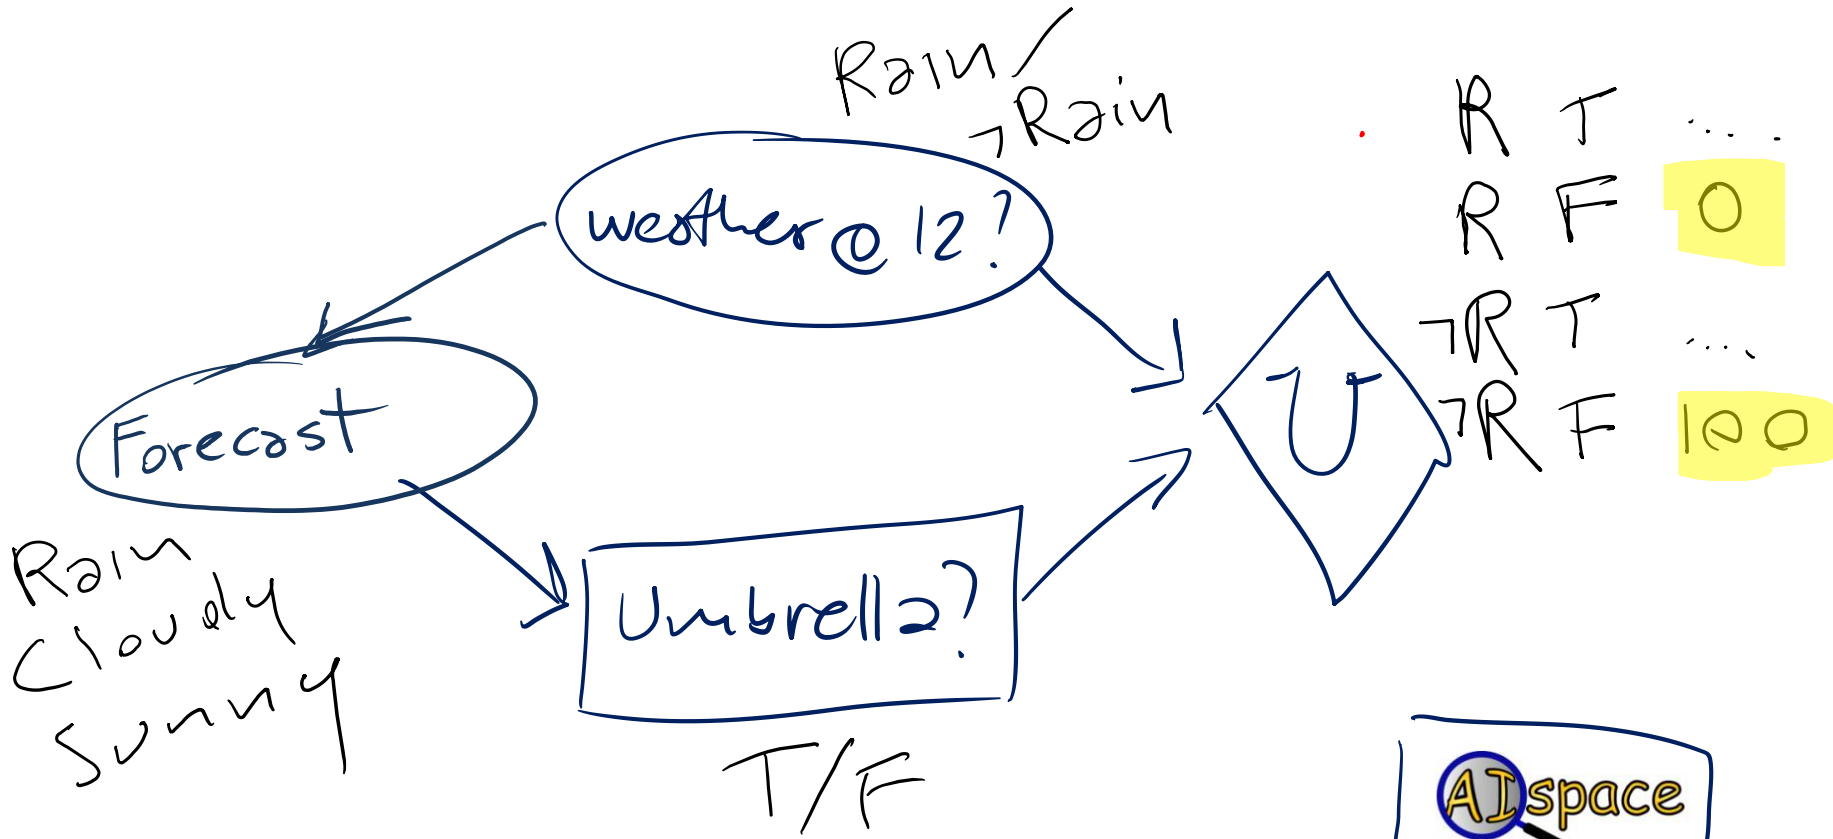 Rain/
¬Rain
weather@12?
Forecast
Rain
Cloudy
Sunny
Umbrella?
T/F
U
R T ....
R F 0
¬R T ....
¬R F 100
AIspace